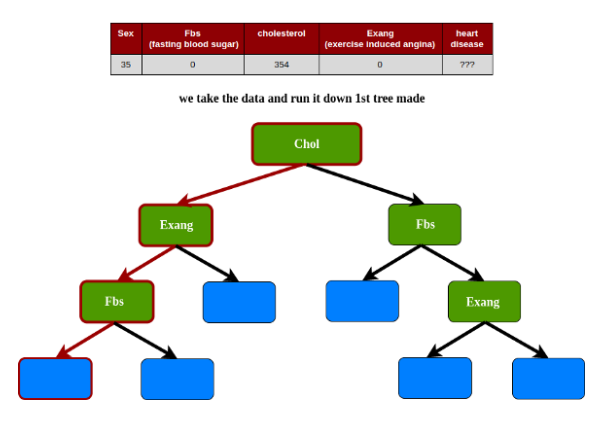 Sex Fbs cholesterol Exang heart
(fasting blood sugar) (exercise induced angina) disease
35 0 354 0 ???
we take the data and run it down 1st tree made
Chol
Exang Fbs
Fbs Exang